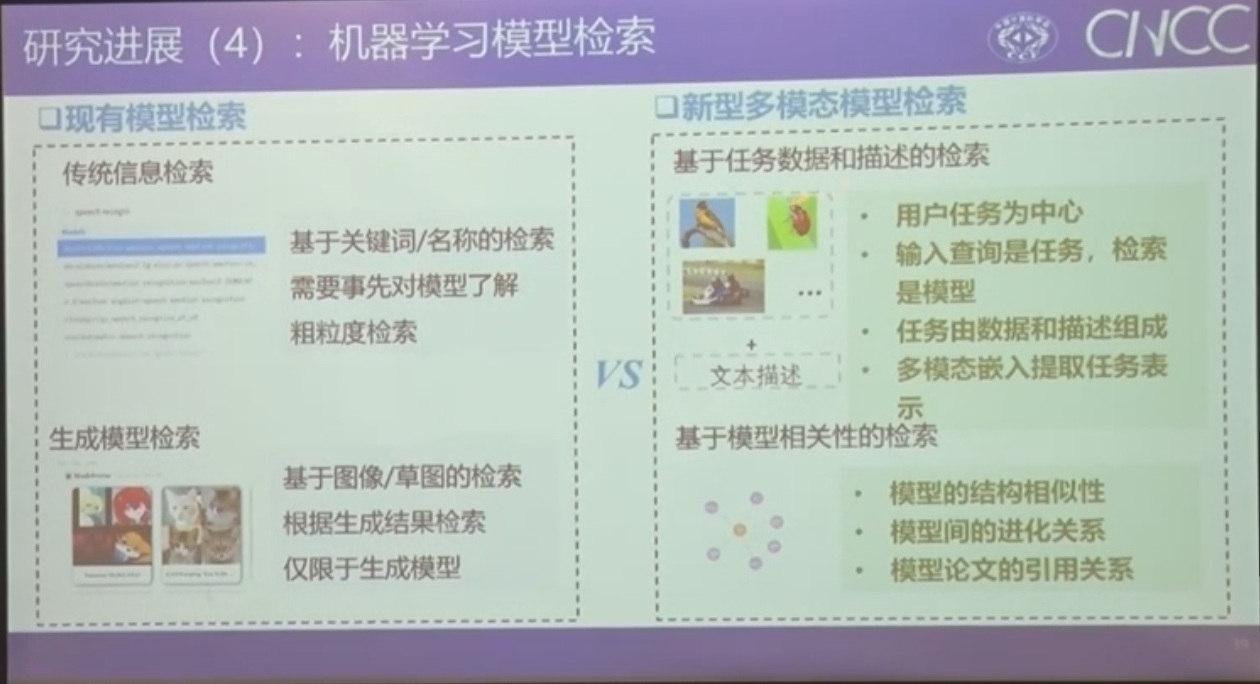 研究进展（4）：机器学习模型检索
CNCC
❑现有模型检索
传统信息检索
speech recogni
Models
基于关键词/名称的检索
需要事先对模型了解
粗粒度检索
生成模型检索
基于图像/草图的检索
根据生成结果检索
仅限于生成模型
VS
❑新型多模态模型检索
基于任务数据和描述的检索
...
+
文本描述
• 用户任务为中心
• 输入查询是任务，检索
是模型
• 任务由数据和描述组成
• 多模态嵌入提取任务表
示
基于模型相关性的检索
• 模型的结构相似性
• 模型间的进化关系
• 模型论文的引用关系